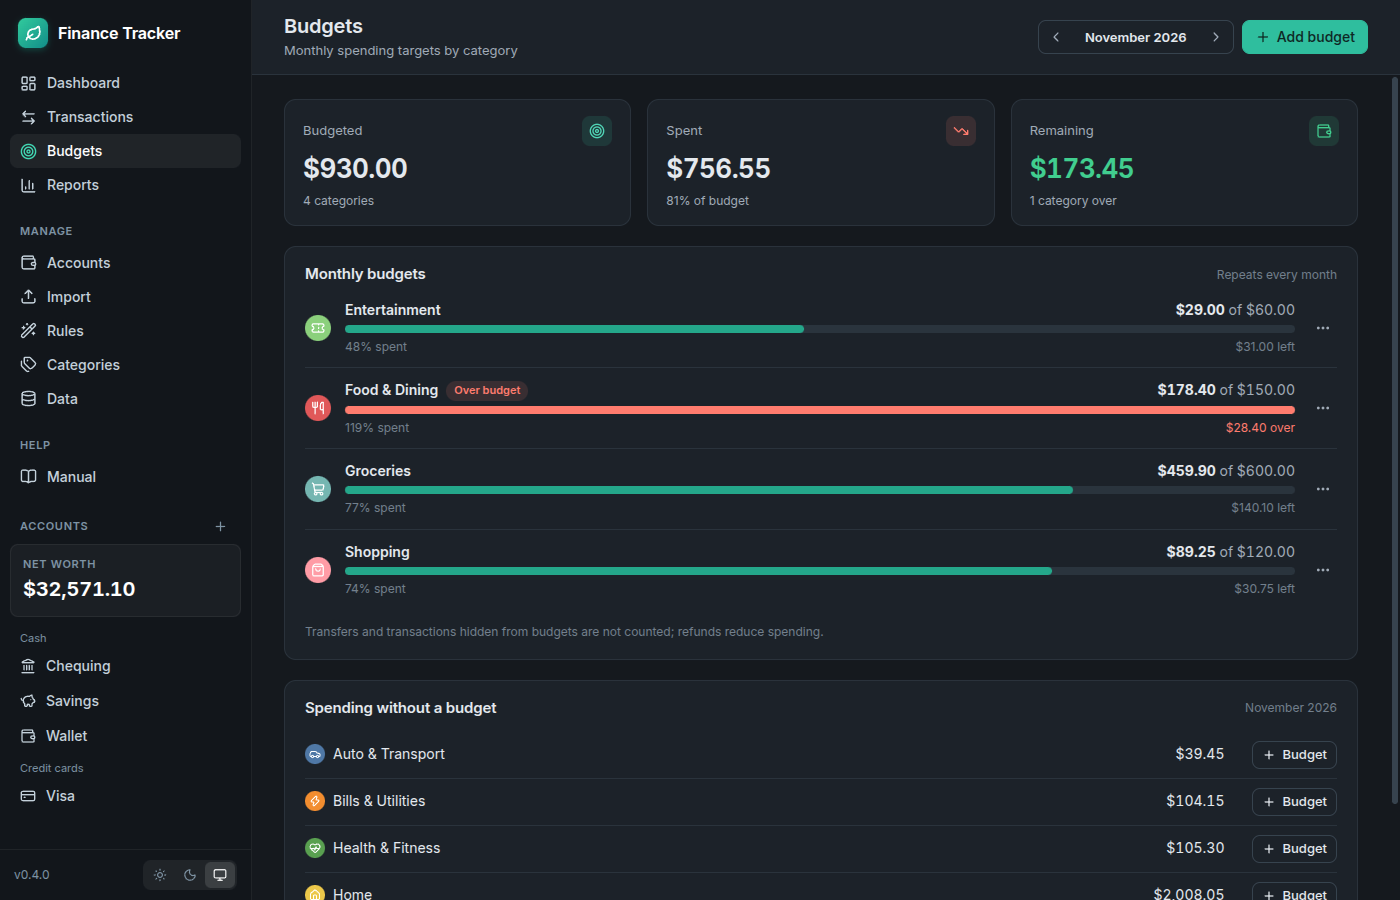 Finance Tracker
Dashboard
Transactions
Budgets
Reports
MANAGE
Accounts
Import
Rules
Categories
Data
HELP
Manual
ACCOUNTS
NET WORTH
$32,571.10
Cash
Chequing
Savings
Wallet
Credit cards
Visa
v0.4.0
Budgets
Monthly spending targets by category
November 2026
Add budget
Budgeted
$930.00
4 categories
Spent
$756.55
81% of budget
Remaining
$173.45
1 category over
Monthly budgets
Repeats every month
Entertainment
$29.00 of $60.00
48% spent
$31.00 left
Food & Dining
Over budget
$178.40 of $150.00
119% spent
$28.40 over
Groceries
$459.90 of $600.00
77% spent
$140.10 left
Shopping
$89.25 of $120.00
74% spent
$30.75 left
Transfers and transactions hidden from budgets are not counted; refunds reduce spending.
Spending without a budget
November 2026
Auto & Transport
$39.45
Budget
Bills & Utilities
$104.15
Budget
Health & Fitness
$105.30
Budget
Home
$2,008.05
Budget